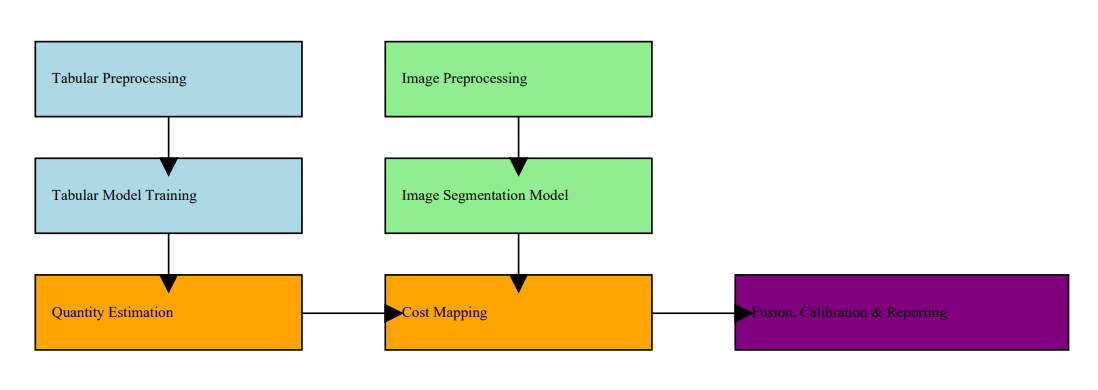 Tabular Preprocessing
Image Preprocessing
Tabular Model Training
Image Segmentation Model
Quantity Estimation
Cost Mapping
Fusion, Calibration & Reporting